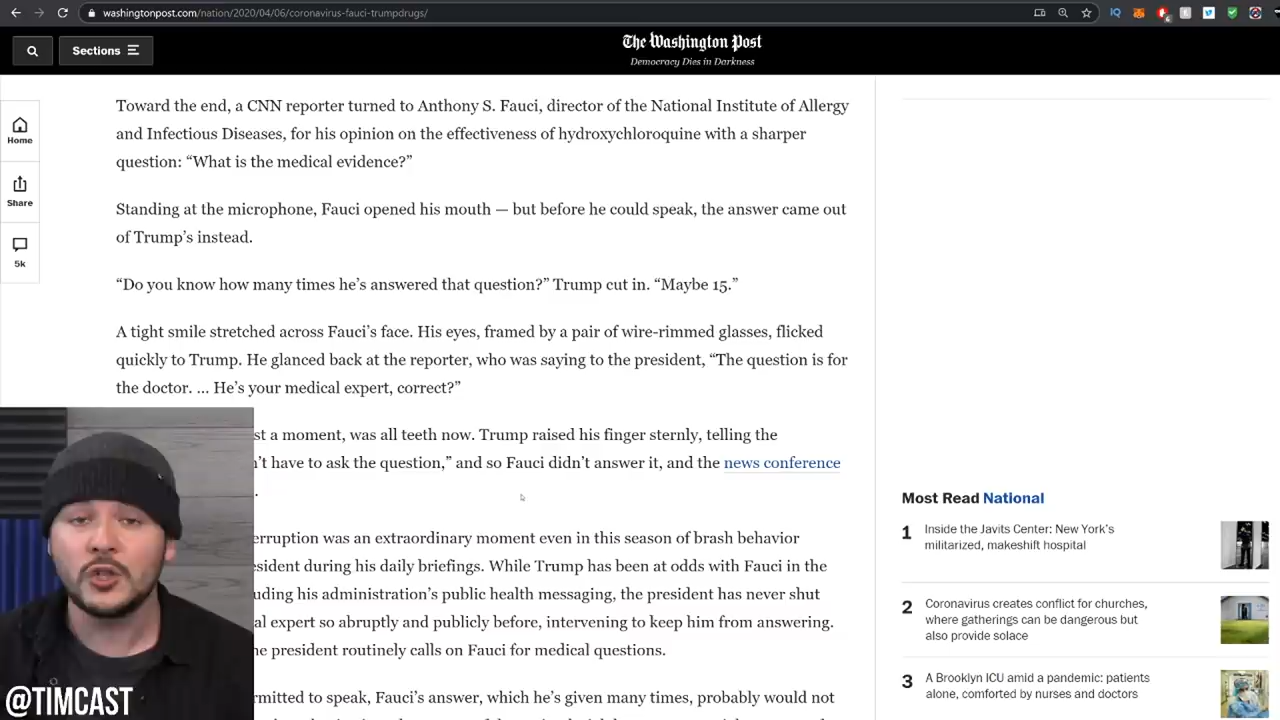 washingtonpost.com/nation/2020/04/06/coronavirus-fauci-trumpdrugs/
Sections
The Washington Post
Democracy Dies in Darkness
Home
Share
5k
Toward the end, a CNN reporter turned to Anthony S. Fauci, director of the National Institute of Allergy
and Infectious Diseases, for his opinion on the effectiveness of hydroxychloroquine with a sharper
question: “What is the medical evidence?”
Standing at the microphone, Fauci opened his mouth — but before he could speak, the answer came out
of Trump’s instead.
“Do you know how many times he’s answered that question?” Trump cut in. “Maybe 15.”
A tight smile stretched across Fauci’s face. His eyes, framed by a pair of wire-rimmed glasses, flicked
quickly to Trump. He glanced back at the reporter, who was saying to the president, “The question is for
the doctor. … He’s your medical expert, correct?”
st a moment, was all teeth now. Trump raised his finger sternly, telling the
’t have to ask the question,” and so Fauci didn’t answer it, and the news conference
.
erruption was an extraordinary moment even in this season of brash behavior
esident during his daily briefings. While Trump has been at odds with Fauci in the
uding his administration’s public health messaging, the president has never shut
al expert so abruptly and publicly before, intervening to keep him from answering.
he president routinely calls on Fauci for medical questions.
rmitted to speak, Fauci’s answer, which he’s given many times, probably would not
Most Read National
1
Inside the Javits Center: New York’s
militarized, makeshift hospital
2
Coronavirus creates conflict for churches,
where gatherings can be dangerous but
also provide solace
3
A Brooklyn ICU amid a pandemic: patients
alone, comforted by nurses and doctors
@TIMCAST